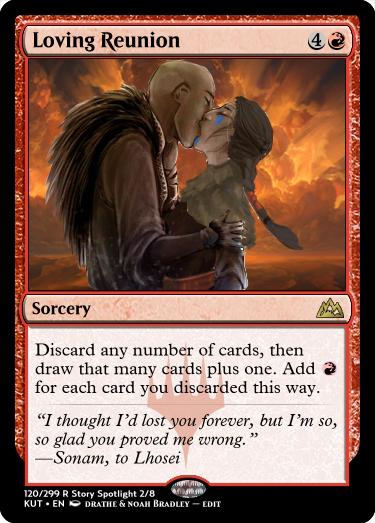 Loving Reunion 4
Sorcery
Discard any number of cards, then
draw that many cards plus one. Add
for each card you discarded this way.
“I thought I’d lost you forever, but I’m so,
so glad you proved me wrong.”
—Sonam, to Lhosei
120/299 R Story Spotlight 2/8
KUT • EN DRATHE & NOAH BRADLEY — EDIT